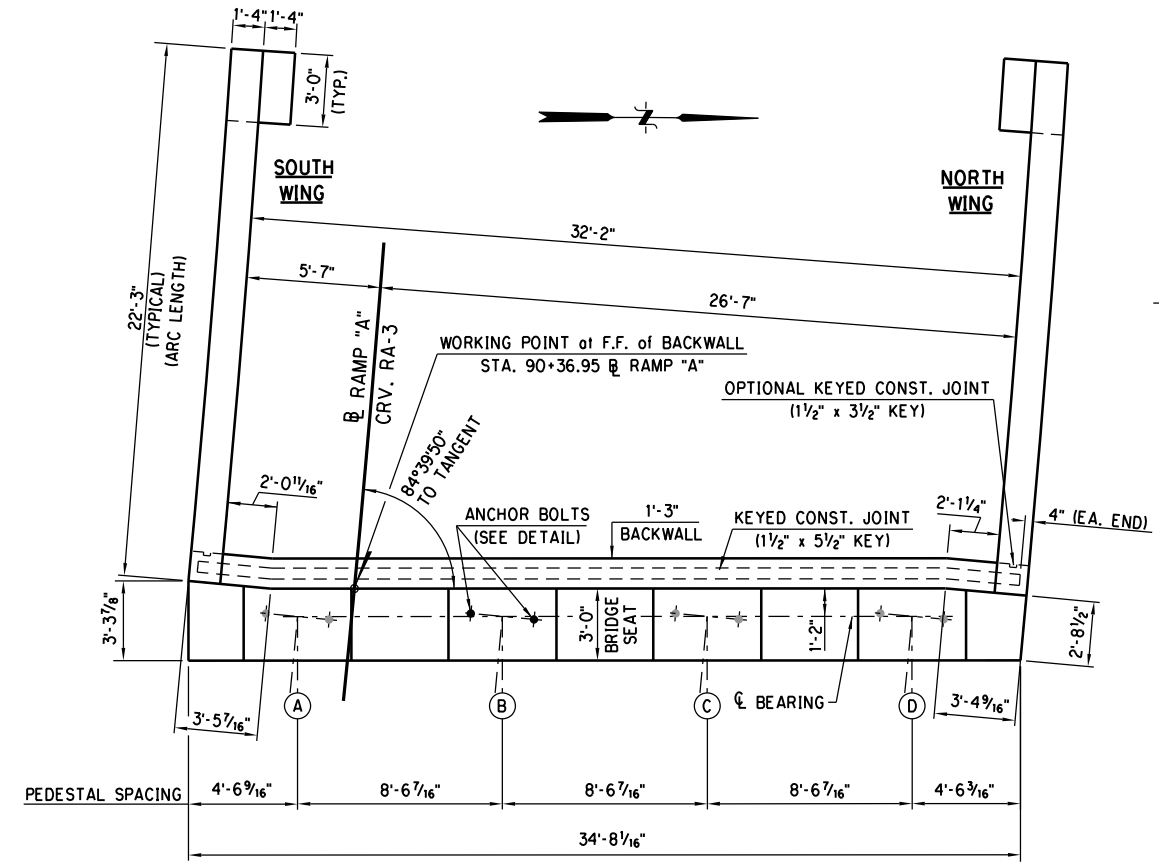 1'-4" 1'-4"
3'-0"
(TYP.)
SOUTH
WING
NORTH
WING
32'-2"
5'-7"
26'-7"
22'-3"
(TYPICAL)
(ARC LENGTH)
℄ RAMP "A"
CRV. RA-3
WORKING POINT at F.F. of BACKWALL
STA. 90+36.95 ℄ RAMP "A"
OPTIONAL KEYED CONST. JOINT
(1½" x 3½" KEY)
84°39'50"
TO TANGENT
2'-0¹¹⁄₁₆"
ANCHOR BOLTS
(SEE DETAIL)
1'-3"
BACKWALL
KEYED CONST. JOINT
(1½" x 5½" KEY)
2'-1¼"
4" (EA. END)
3'-3⅞"
3'-0"
BRIDGE
SEAT
1'-2"
2'-8½"
A
B
C
℄ BEARING
D
3'-5⁷⁄₁₆"
3'-4⁹⁄₁₆"
PEDESTAL SPACING
4'-6⁹⁄₁₆"
8'-6⁷⁄₁₆"
8'-6⁷⁄₁₆"
8'-6⁷⁄₁₆"
4'-6³⁄₁₆"
34'-8¹⁄₁₆"